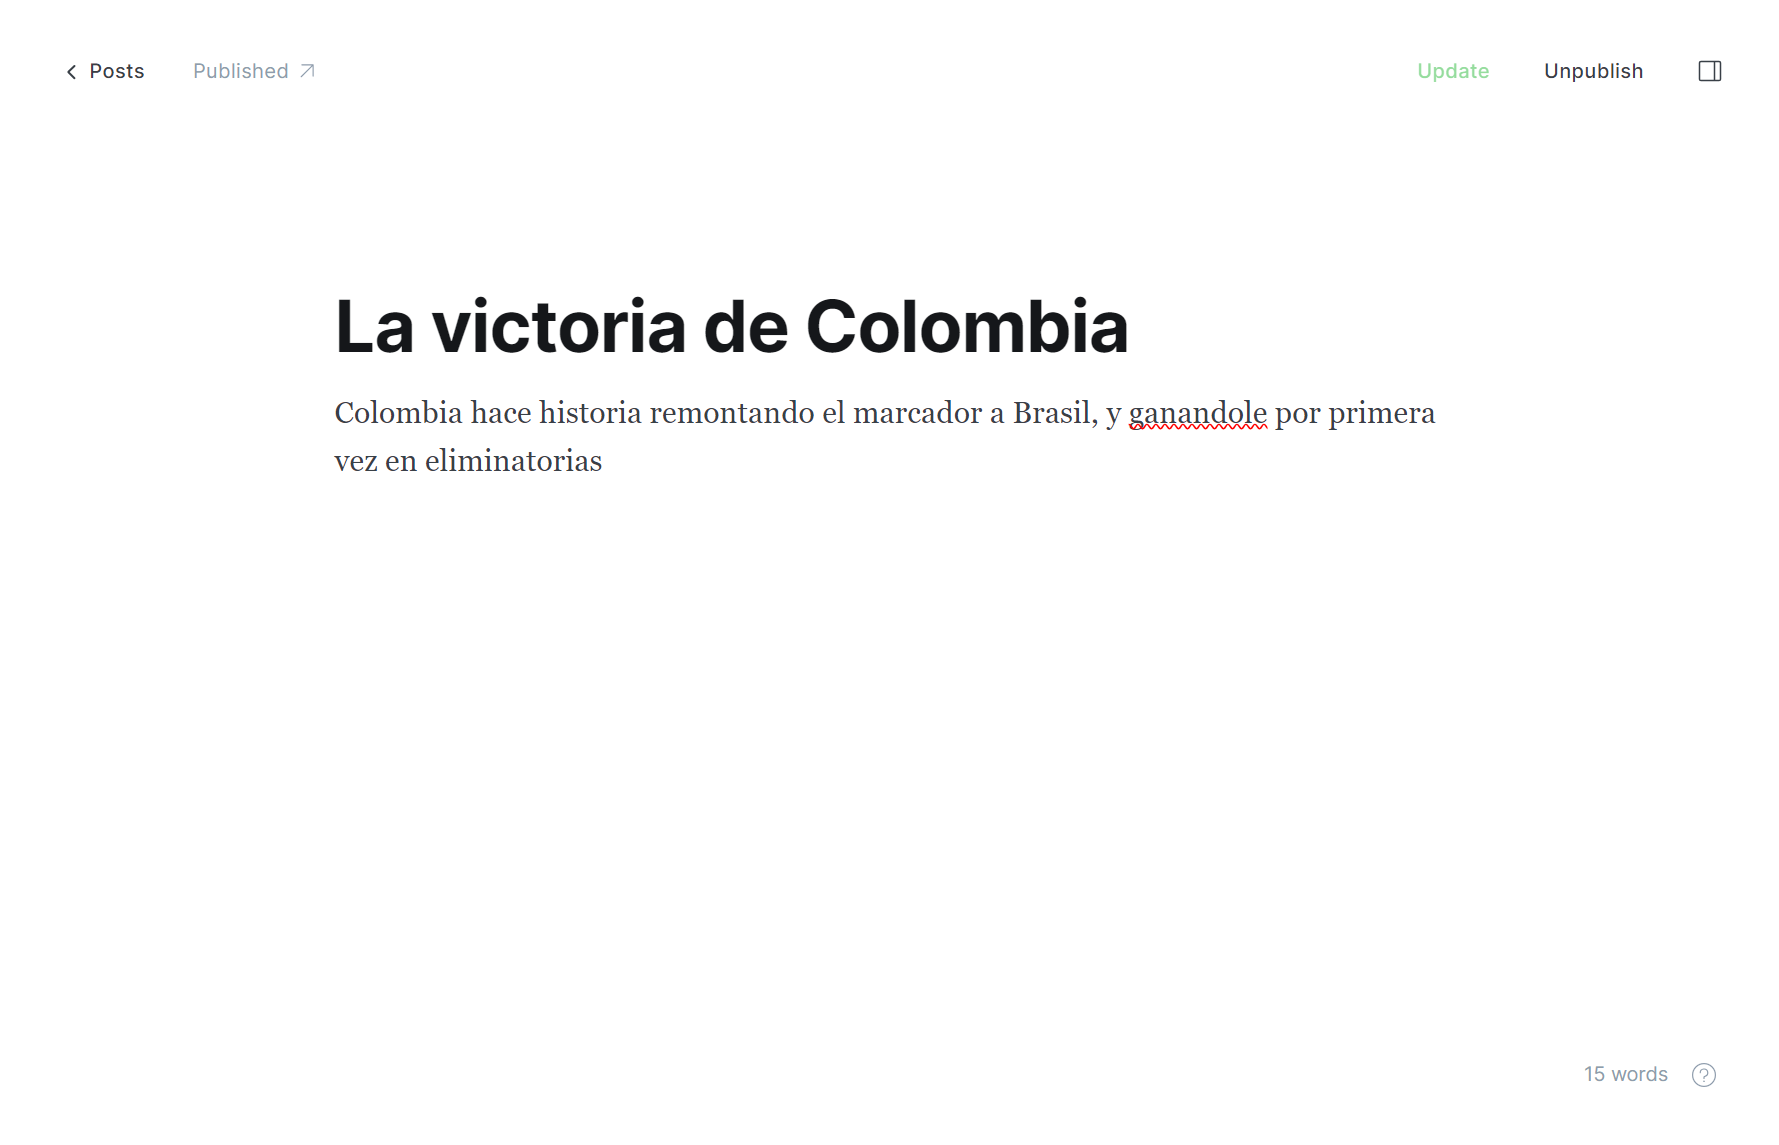 Posts Published Update Unpublish
La victoria de Colombia
Colombia hace historia remontando el marcador a Brasil, y ganandole por primera
vez en eliminatorias
15 words ?